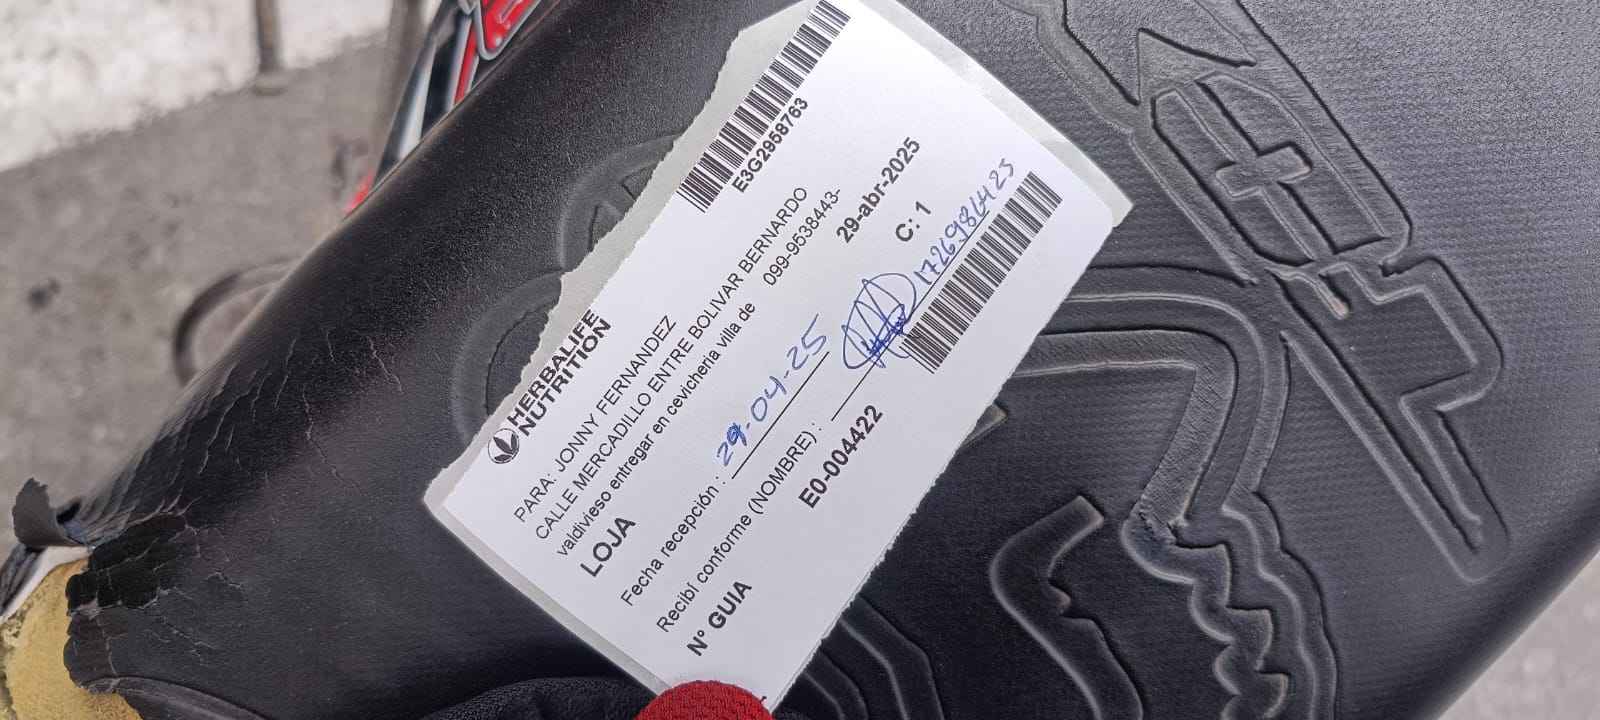 E3G2958763
HERBALIFE
NUTRITION
PARA: JONNY FERNANDEZ
CALLE MERCADILLO ENTRE BOLIVAR BERNARDO
valdivieso entregar en cevicheria villa de 099-9538443-
LOJA 29-abr-2025
C: 1
Fecha recepción : 29-04-25
Recibí conforme (NOMBRE) : 1726986423
Nº GUIA E0-004422